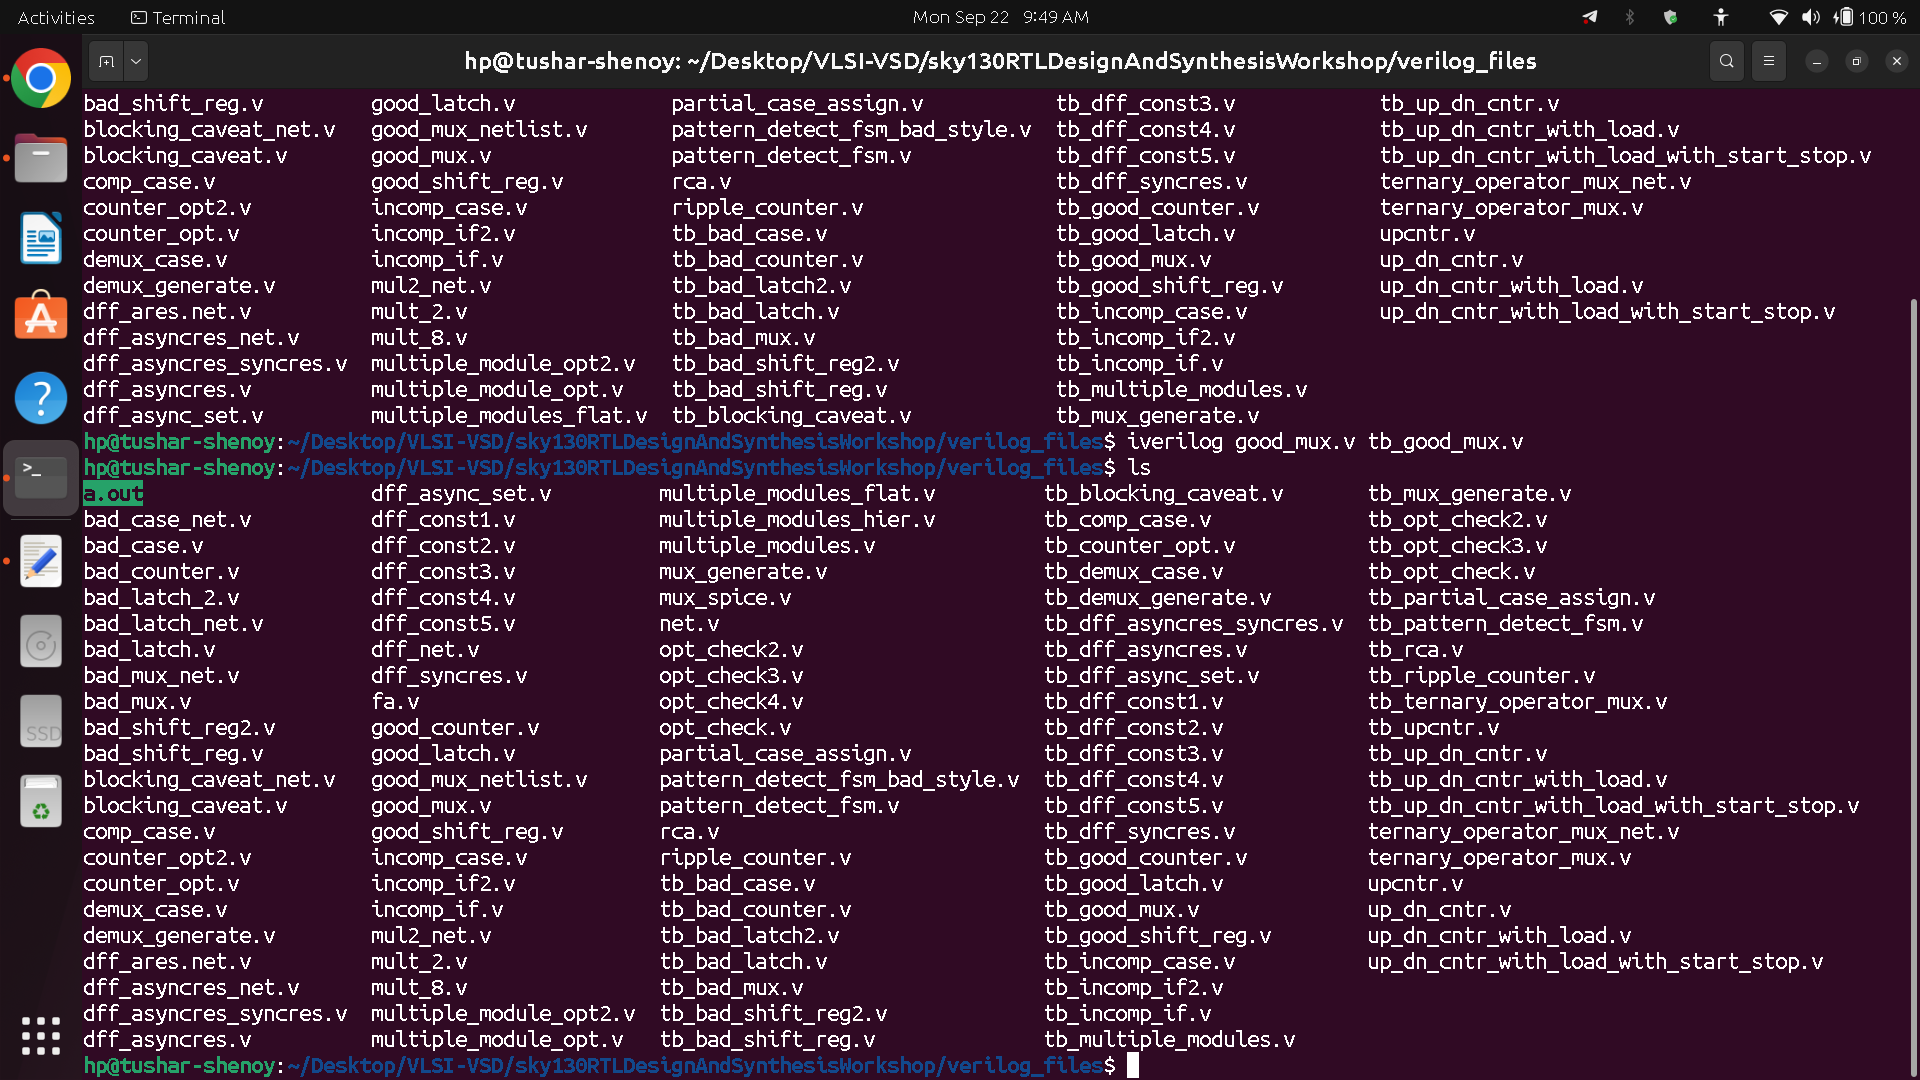 Activities Terminal Mon Sep 22 9:49 AM 100 %
hp@tushar-shenoy: ~/Desktop/VLSI-VSD/sky130RTLDesignAndSynthesisWorkshop/verilog_files
bad_shift_reg.v good_latch.v partial_case_assign.v tb_dff_const3.v tb_up_dn_cntr.v
blocking_caveat_net.v good_mux_netlist.v pattern_detect_fsm_bad_style.v tb_dff_const4.v tb_up_dn_cntr_with_load.v
blocking_caveat.v good_mux.v pattern_detect_fsm.v tb_dff_const5.v tb_up_dn_cntr_with_load_with_start_stop.v
comp_case.v good_shift_reg.v rca.v tb_dff_syncres.v ternary_operator_mux_net.v
counter_opt2.v incomp_case.v ripple_counter.v tb_good_counter.v ternary_operator_mux.v
counter_opt.v incomp_if2.v tb_bad_case.v tb_good_latch.v upcntr.v
demux_case.v incomp_if.v tb_bad_counter.v tb_good_mux.v up_dn_cntr.v
demux_generate.v mul2_net.v tb_bad_latch2.v tb_good_shift_reg.v up_dn_cntr_with_load.v
dff_ares.net.v mult_2.v tb_bad_latch.v tb_incomp_case.v up_dn_cntr_with_load_with_start_stop.v
dff_asyncres_net.v mult_8.v tb_bad_mux.v tb_incomp_if2.v
dff_asyncres_syncres.v multiple_module_opt2.v tb_bad_shift_reg2.v tb_incomp_if.v
dff_asyncres.v multiple_module_opt.v tb_bad_shift_reg.v tb_multiple_modules.v
dff_async_set.v multiple_modules_flat.v tb_blocking_caveat.v tb_mux_generate.v
hp@tushar-shenoy:~/Desktop/VLSI-VSD/sky130RTLDesignAndSynthesisWorkshop/verilog_files$ iverilog good_mux.v tb_good_mux.v
hp@tushar-shenoy:~/Desktop/VLSI-VSD/sky130RTLDesignAndSynthesisWorkshop/verilog_files$ ls
a.out dff_async_set.v multiple_modules_flat.v tb_blocking_caveat.v tb_mux_generate.v
bad_case_net.v dff_const1.v multiple_modules_hier.v tb_comp_case.v tb_opt_check2.v
bad_case.v dff_const2.v multiple_modules.v tb_counter_opt.v tb_opt_check3.v
bad_counter.v dff_const3.v mux_generate.v tb_demux_case.v tb_opt_check.v
bad_latch_2.v dff_const4.v mux_spice.v tb_demux_generate.v tb_partial_case_assign.v
bad_latch_net.v dff_const5.v net.v tb_dff_asyncres_syncres.v tb_pattern_detect_fsm.v
bad_latch.v dff_net.v opt_check2.v tb_dff_asyncres.v tb_rca.v
bad_mux_net.v dff_syncres.v opt_check3.v tb_dff_async_set.v tb_ripple_counter.v
bad_mux.v fa.v opt_check4.v tb_dff_const1.v tb_ternary_operator_mux.v
bad_shift_reg2.v good_counter.v opt_check.v tb_dff_const2.v tb_upcntr.v
bad_shift_reg.v good_latch.v partial_case_assign.v tb_dff_const3.v tb_up_dn_cntr.v
blocking_caveat_net.v good_mux_netlist.v pattern_detect_fsm_bad_style.v tb_dff_const4.v tb_up_dn_cntr_with_load.v
blocking_caveat.v good_mux.v pattern_detect_fsm.v tb_dff_const5.v tb_up_dn_cntr_with_load_with_start_stop.v
comp_case.v good_shift_reg.v rca.v tb_dff_syncres.v ternary_operator_mux_net.v
counter_opt2.v incomp_case.v ripple_counter.v tb_good_counter.v ternary_operator_mux.v
counter_opt.v incomp_if2.v tb_bad_case.v tb_good_latch.v upcntr.v
demux_case.v incomp_if.v tb_bad_counter.v tb_good_mux.v up_dn_cntr.v
demux_generate.v mul2_net.v tb_bad_latch2.v tb_good_shift_reg.v up_dn_cntr_with_load.v
dff_ares.net.v mult_2.v tb_bad_latch.v tb_incomp_case.v up_dn_cntr_with_load_with_start_stop.v
dff_asyncres_net.v mult_8.v tb_bad_mux.v tb_incomp_if2.v
dff_asyncres_syncres.v multiple_module_opt2.v tb_bad_shift_reg2.v tb_incomp_if.v
dff_asyncres.v multiple_module_opt.v tb_bad_shift_reg.v tb_multiple_modules.v
hp@tushar-shenoy:~/Desktop/VLSI-VSD/sky130RTLDesignAndSynthesisWorkshop/verilog_files$
SSD